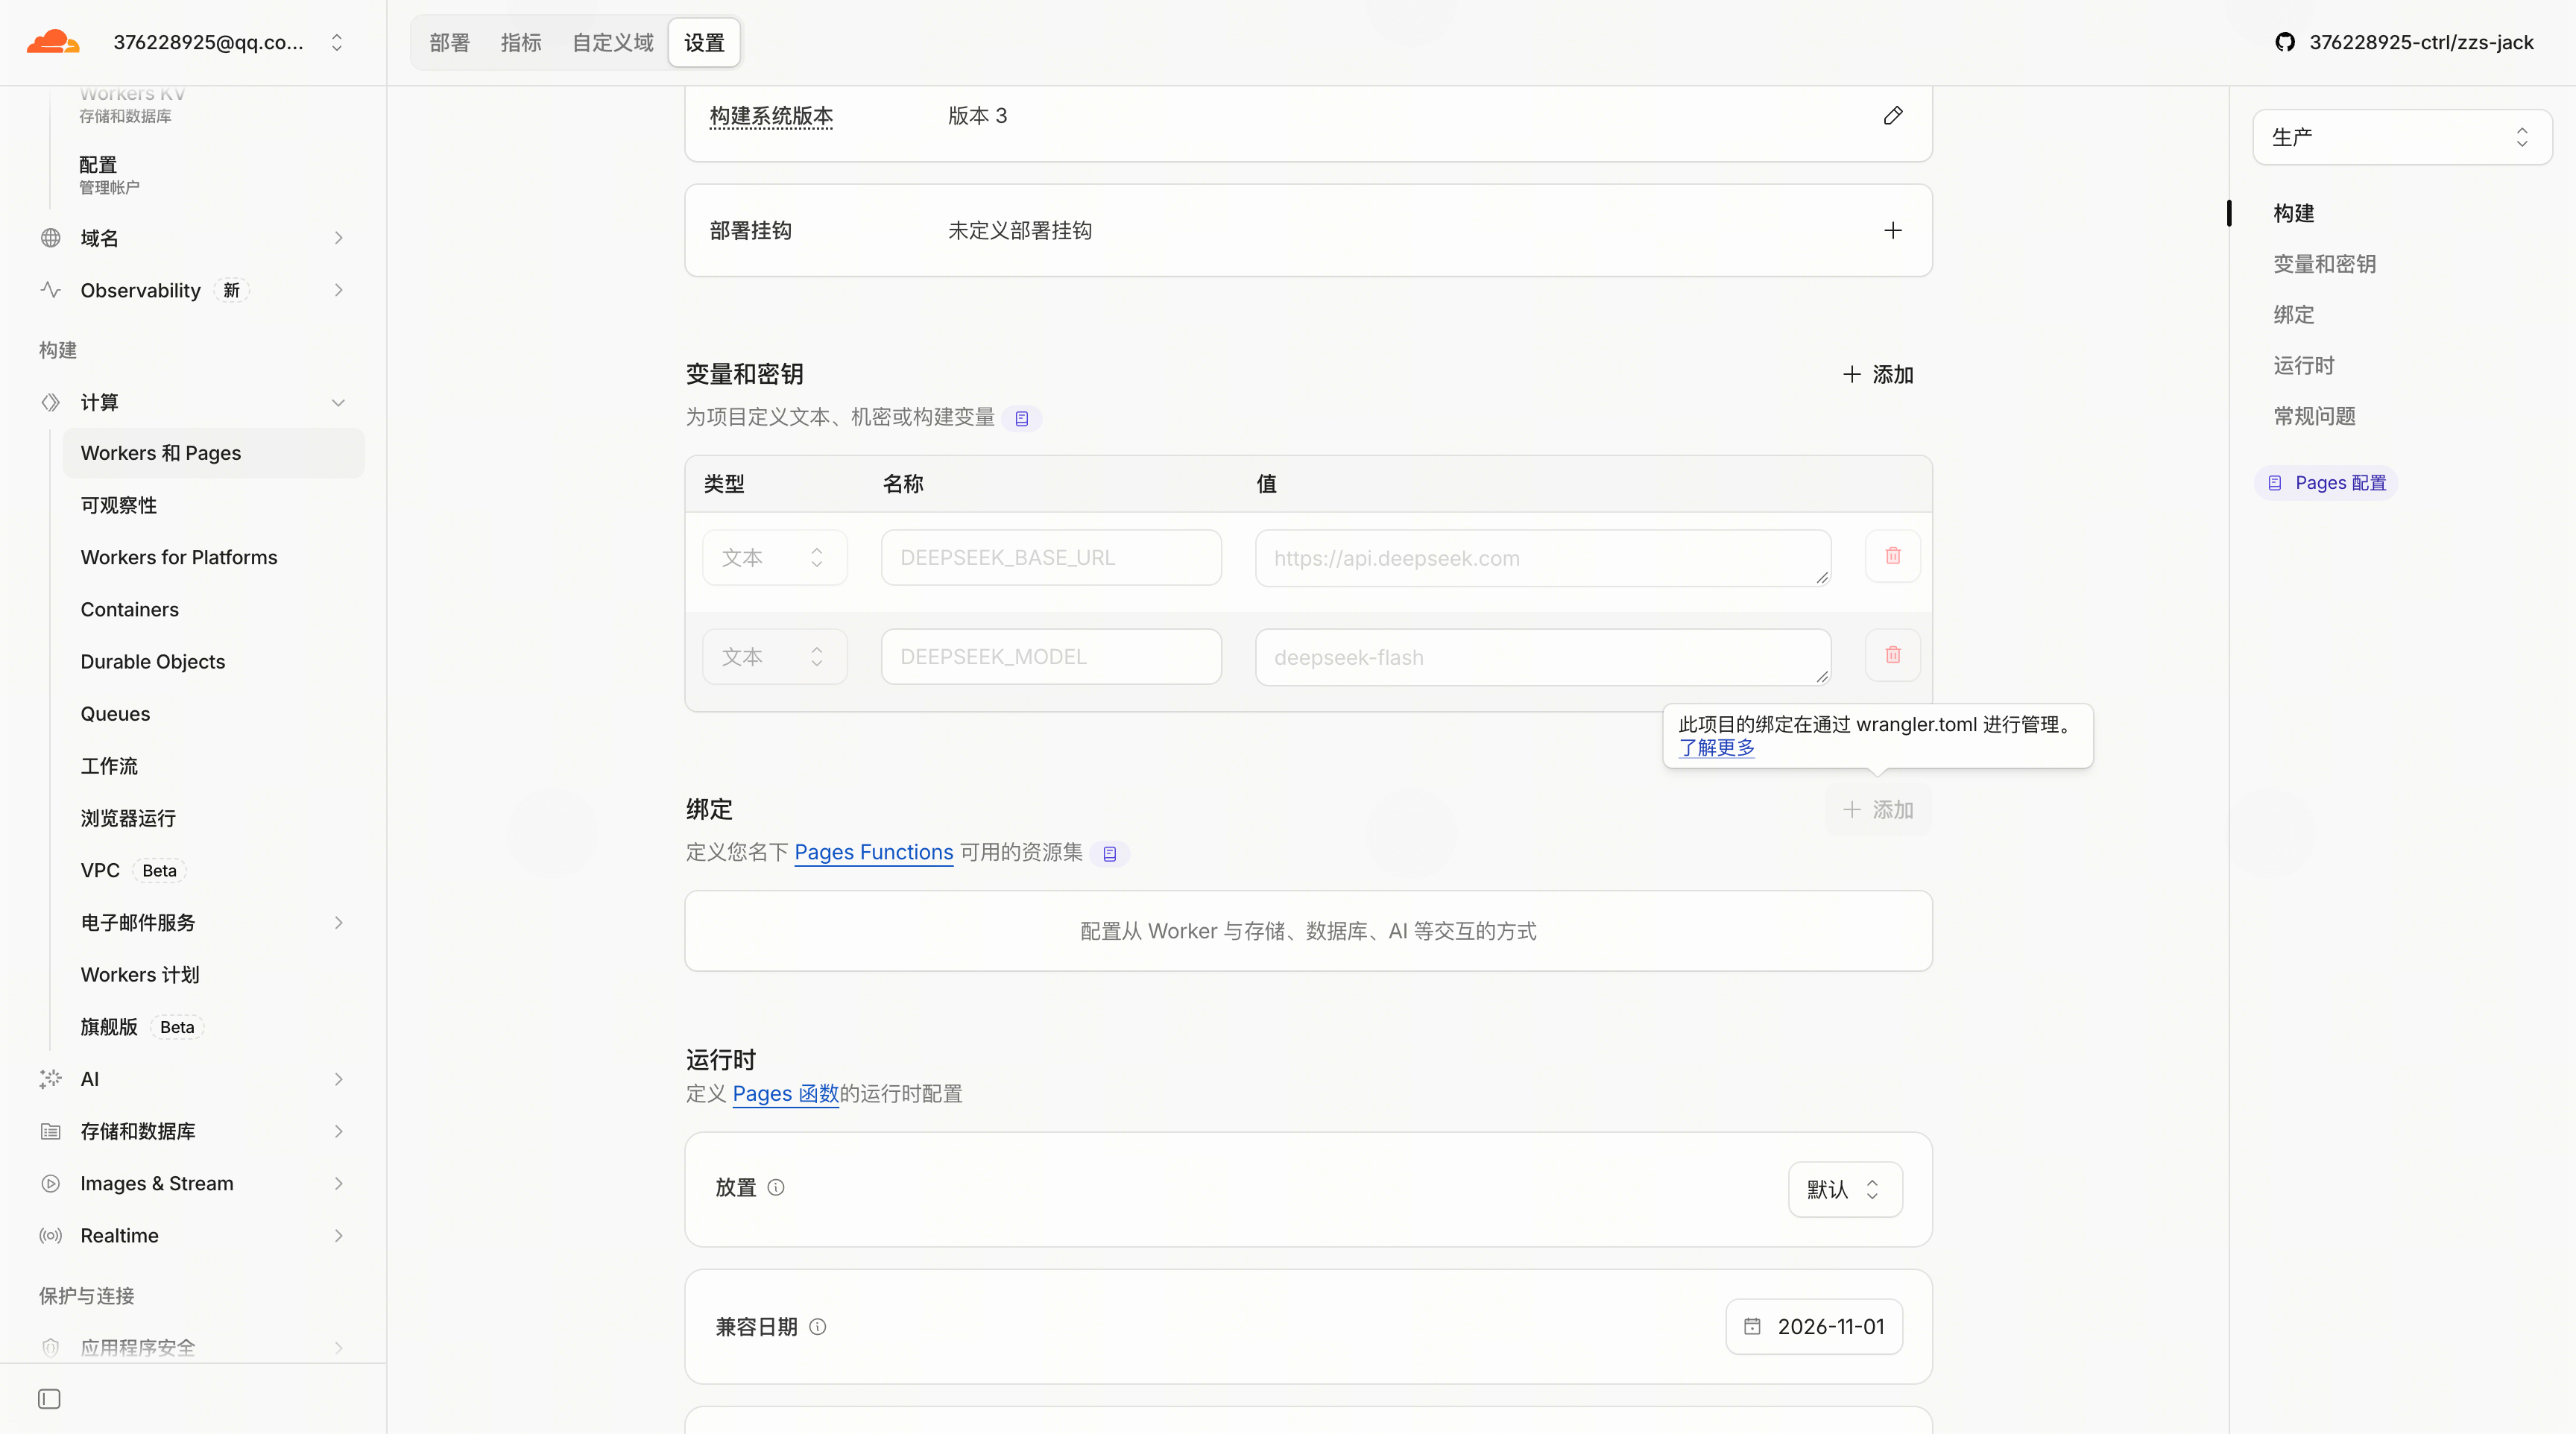 376228925@qq.co...
部署
指标
自定义域
设置
376228925-ctrl/zzs-jack
Workers KV
存储和数据库
配置
管理帐户
域名
Observability 新
构建
计算
Workers 和 Pages
可观察性
Workers for Platforms
Containers
Durable Objects
Queues
工作流
浏览器运行
VPC Beta
电子邮件服务
Workers 计划
旗舰版 Beta
AI
存储和数据库
Images & Stream
Realtime
保护与连接
应用程序安全
构建系统版本 版本 3
部署挂钩 未定义部署挂钩
变量和密钥 添加
为项目定义文本、机密或构建变量
类型 名称 值
文本 DEEPSEEK_BASE_URL https://api.deepseek.com
文本 DEEPSEEK_MODEL deepseek-flash
此项目的绑定在通过 wrangler.toml 进行管理。
了解更多
绑定 添加
定义您名下 Pages Functions 可用的资源集
配置从 Worker 与存储、数据库、AI 等交互的方式
运行时
定义 Pages 函数的运行时配置
放置 默认
兼容日期 2026-11-01
生产
构建
变量和密钥
绑定
运行时
常规问题
Pages 配置